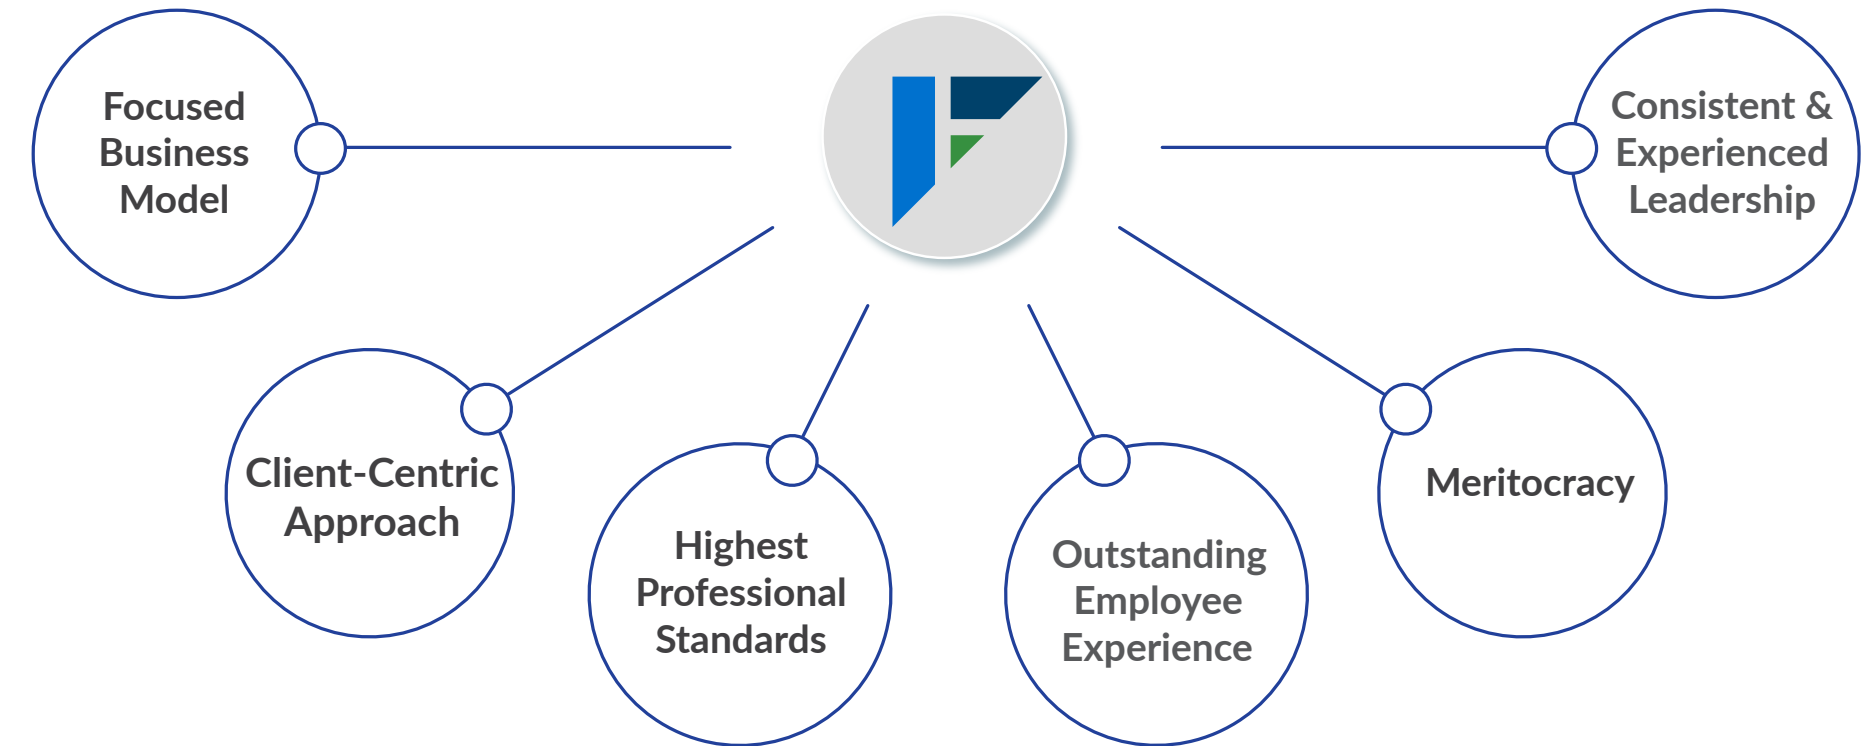 Focused
Business
Model
Client-Centric
Approach
Highest
Professional
Standards
Outstanding
Employee
Experience
Meritocracy
Consistent &
Experienced
Leadership